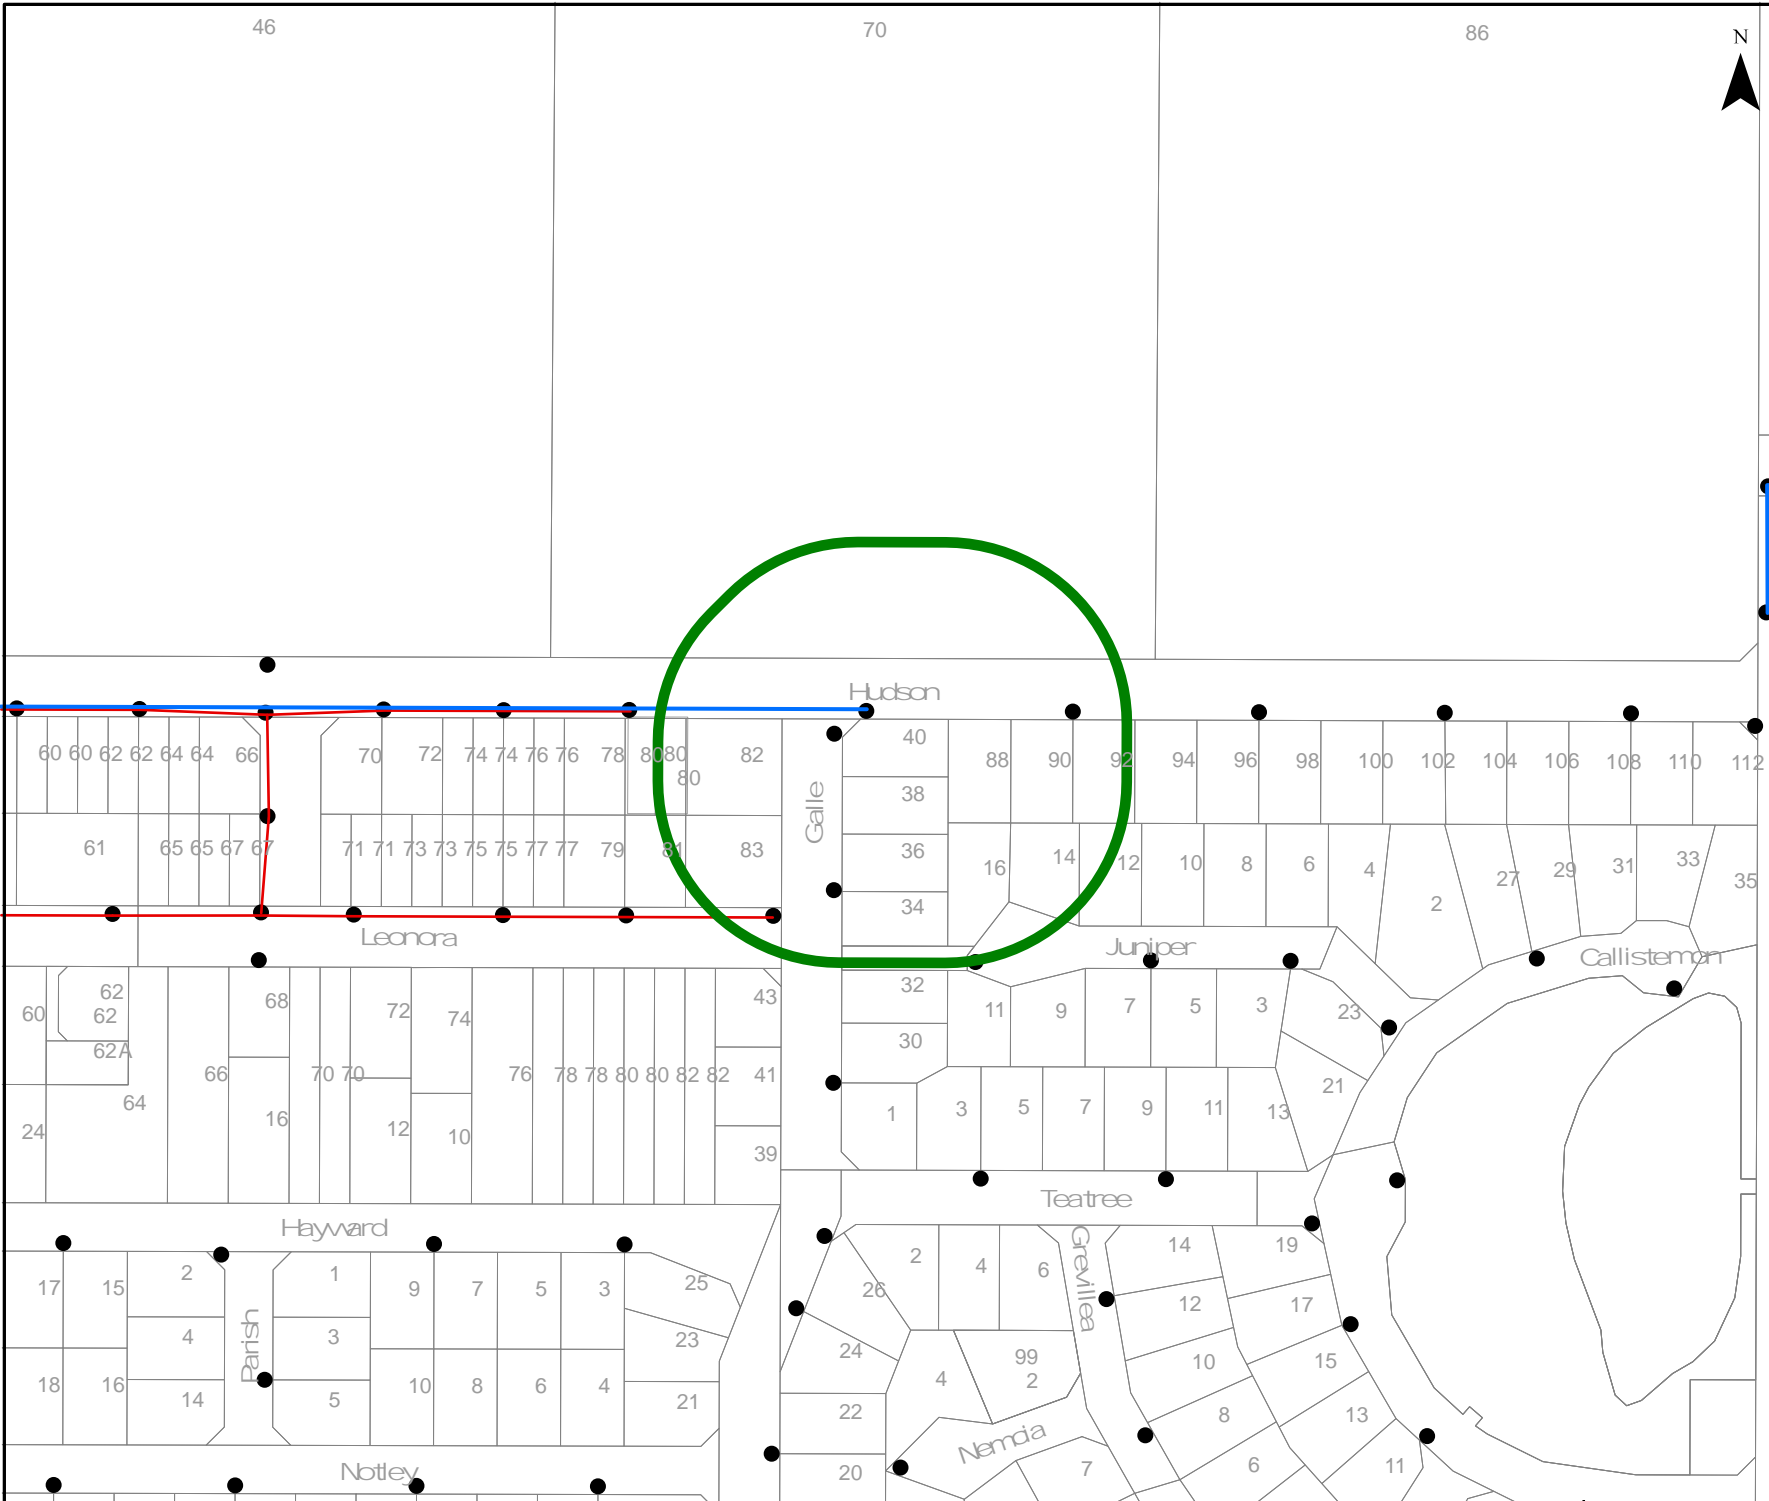 46 70 86 N
Hudson
60 60 62 62 64 64 66 70 72 74 74 76 76 78 80 80 82 40
80
88 90 92 94 96 98 100 102 104 106 108 110 112
Galle
38
61 65 65 67 67 71 71 73 73 75 75 77 77 79 81 83 36
16 14 12 10 8 6 4 2 27 29 31 33 35
34
Leonora Juniper Callistemon
60 62 68 72 74 43 32
62
62A
11 9 7 5 3 23
30
66 70 70 76 78 78 80 80 82 82 41
21
24 64 16 12 10 39
1 3 5 7 9 11 13
Teatree
Hayward
Grevillea
17 15 2 1 9 7 5 3 25
26 2 4 6 14 19
12 17
Parish
4 3 23
24 99 10 15
2
18 16 14 5 10 8 6 4 21
4
22 8 13
Nemcia
Notley
20 7 6 11